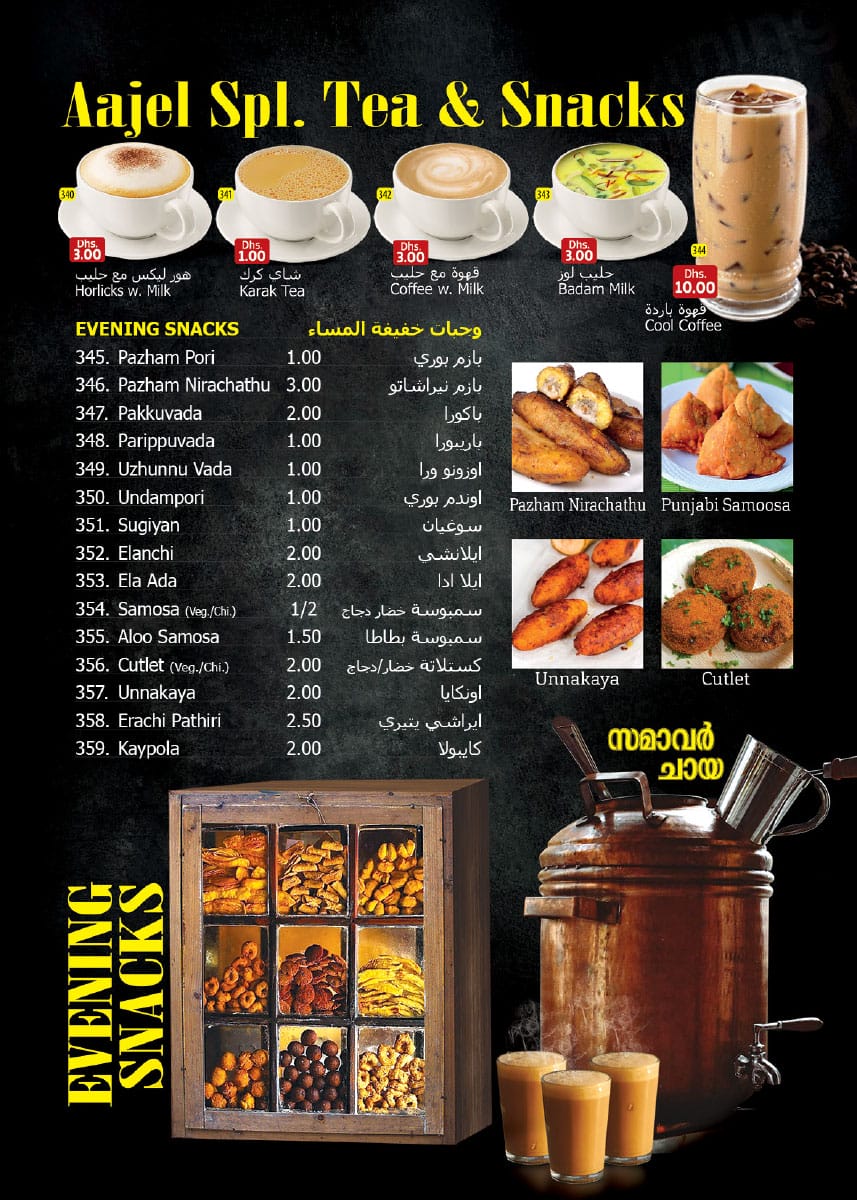 Aajel Spl. Tea & Snacks
340
Dhs.
3.00
هور ليكس مع حليب
Horlicks w. Milk
341
Dhs.
1.00
شاي كرك
Karak Tea
342
Dhs.
3.00
قهوة مع حليب
Coffee w. Milk
343
Dhs.
3.00
حليب لوز
Badam Milk
344
Dhs.
10.00
قهوة باردة
Cool Coffee
EVENING SNACKS وجبات خفيفة المساء
345. Pazham Pori 1.00 بازم بوري
346. Pazham Nirachathu 3.00 بازم نيراشاتو
347. Pakkuvada 2.00 باكورا
348. Parippuvada 1.00 باريبورا
349. Uzhunnu Vada 1.00 اوزونو ورا
350. Undampori 1.00 اوندم بوري
351. Sugiyan 1.00 سوغيان
352. Elanchi 2.00 ايلانشي
353. Ela Ada 2.00 ايلا ادا
354. Samosa (Veg./Chi.) 1/2 سمبوسة خضار دجاج
355. Aloo Samosa 1.50 سمبوسة بطاطا
356. Cutlet (Veg./Chi.) 2.00 كستلاتة خضار/دجاج
357. Unnakaya 2.00 اونكايا
358. Erachi Pathiri 2.50 ايراشي يتيري
359. Kaypola 2.00 كايبولا
Pazham Nirachathu
Punjabi Samoosa
Unnakaya
Cutlet
സമാവർ
ചായ
EVENING
SNACKS